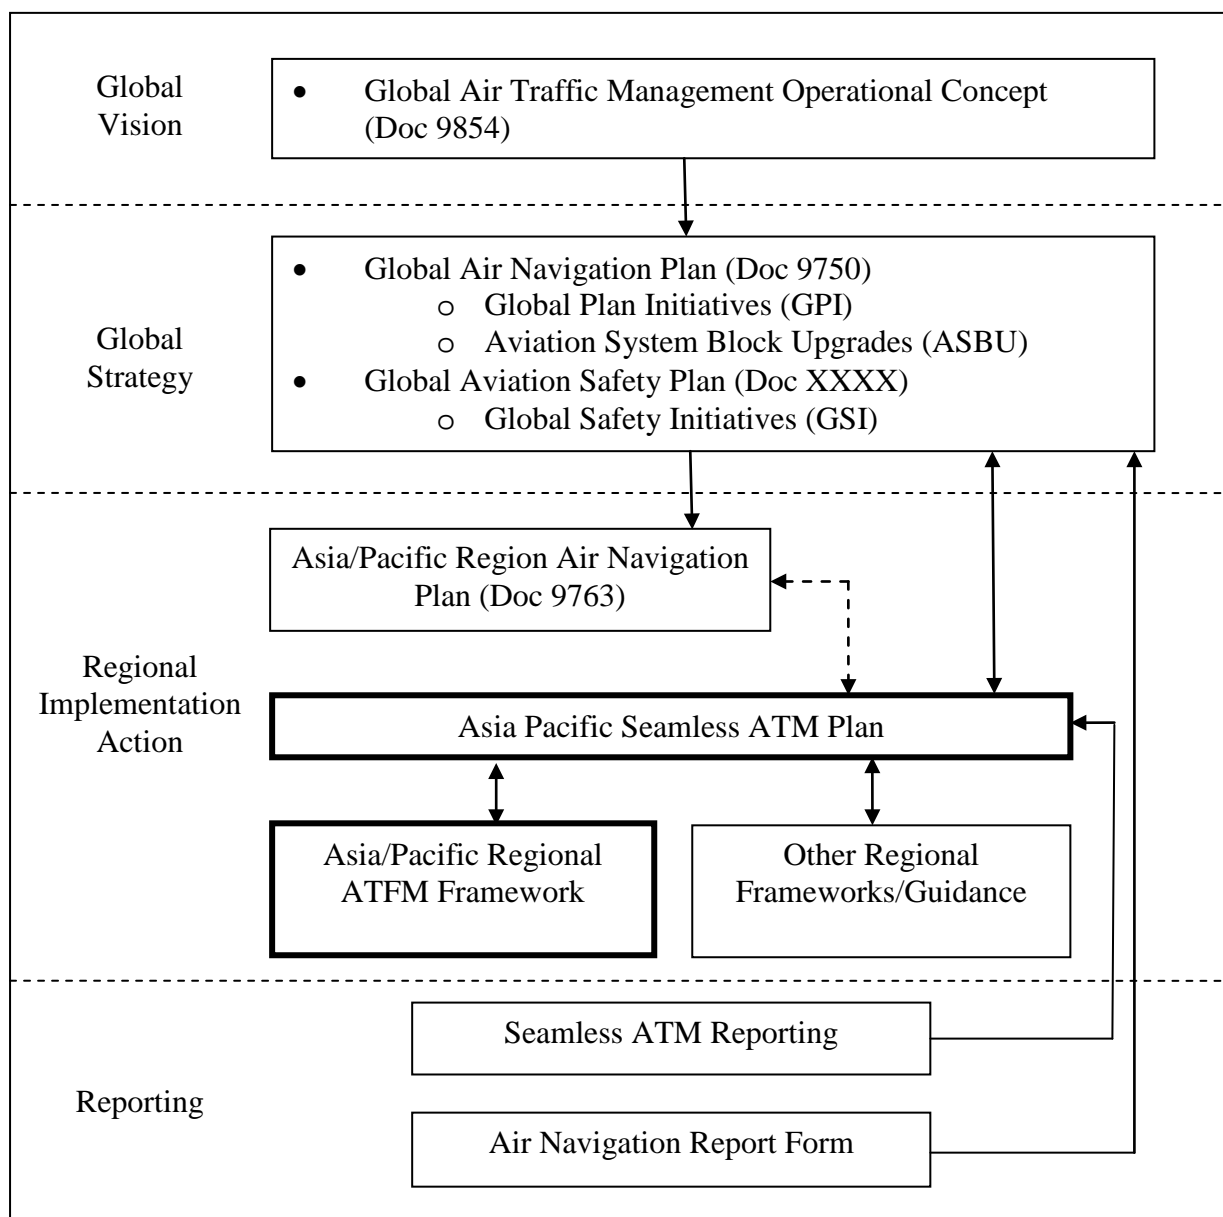 Global
Vision
• Global Air Traffic Management Operational Concept
(Doc 9854)
Global
Strategy
• Global Air Navigation Plan (Doc 9750)
o Global Plan Initiatives (GPI)
o Aviation System Block Upgrades (ASBU)
• Global Aviation Safety Plan (Doc XXXX)
o Global Safety Initiatives (GSI)
Regional
Implementation
Action
Asia/Pacific Region Air Navigation
Plan (Doc 9763)
Asia Pacific Seamless ATM Plan
Asia/Pacific Regional
ATFM Framework
Other Regional
Frameworks/Guidance
Reporting
Seamless ATM Reporting
Air Navigation Report Form